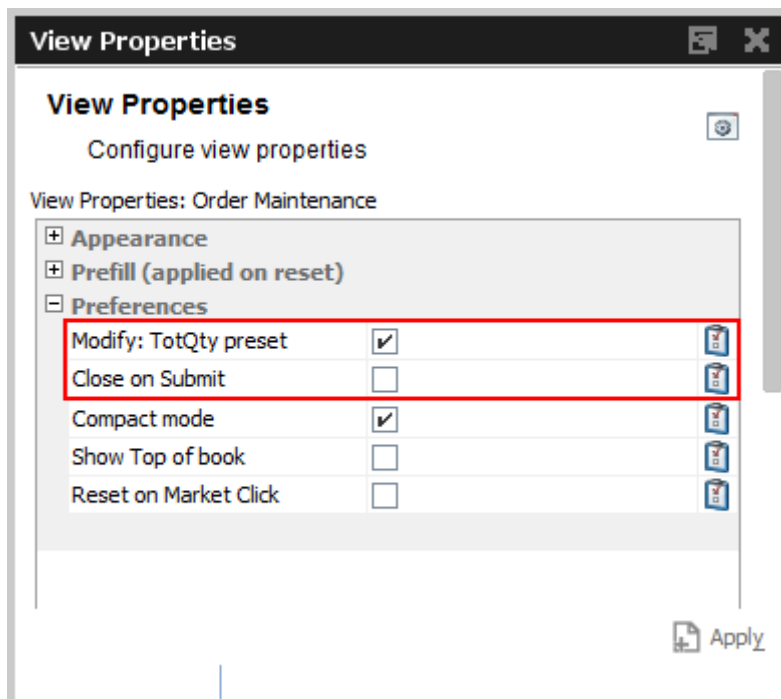 View Properties
View Properties
Configure view properties
View Properties: Order Maintenance
Appearance
Prefill (applied on reset)
Preferences
Modify: TotQty preset
Close on Submit
Compact mode
Show Top of book
Reset on Market Click
Apply